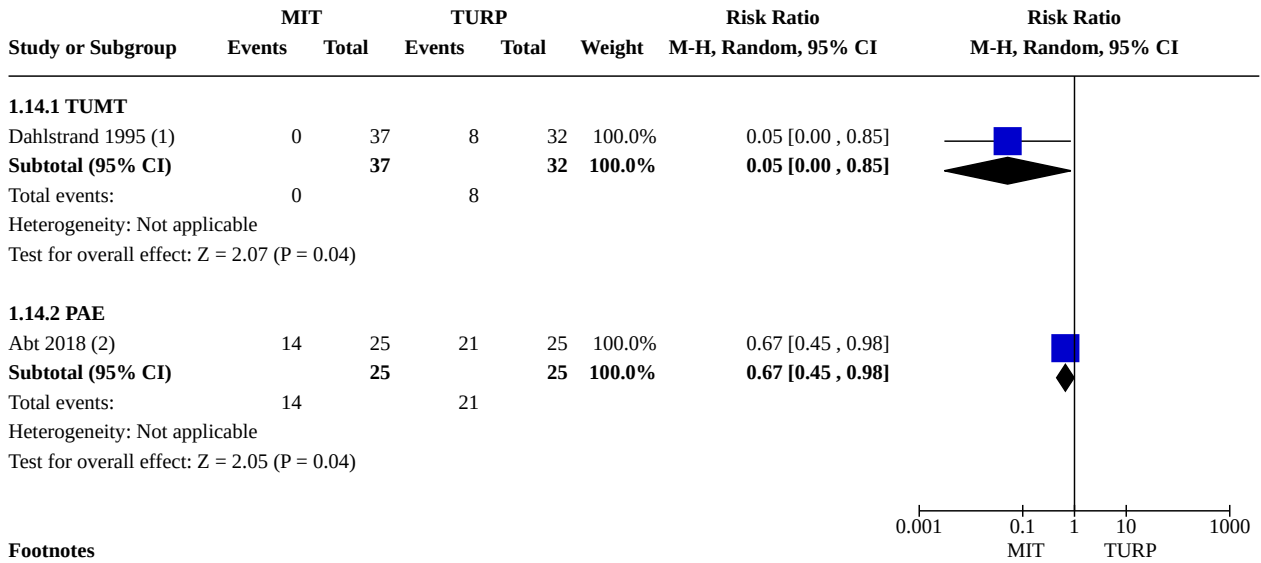 MIT TURP Risk Ratio Risk Ratio
Study or Subgroup Events Total Events Total Weight M-H, Random, 95% CI M-H, Random, 95% CI
1.14.1 TUMT
Dahlstrand 1995 (1) 0 37 8 32 100.0% 0.05 [0.00 , 0.85]
Subtotal (95% CI) 37 32 100.0% 0.05 [0.00 , 0.85]
Total events: 0 8
Heterogeneity: Not applicable
Test for overall effect: Z = 2.07 (P = 0.04)
1.14.2 PAE
Abt 2018 (2) 14 25 21 25 100.0% 0.67 [0.45 , 0.98]
Subtotal (95% CI) 25 25 100.0% 0.67 [0.45 , 0.98]
Total events: 14 21
Heterogeneity: Not applicable
Test for overall effect: Z = 2.05 (P = 0.04)
0.001 0.1 1 10 1000
Footnotes MIT TURP